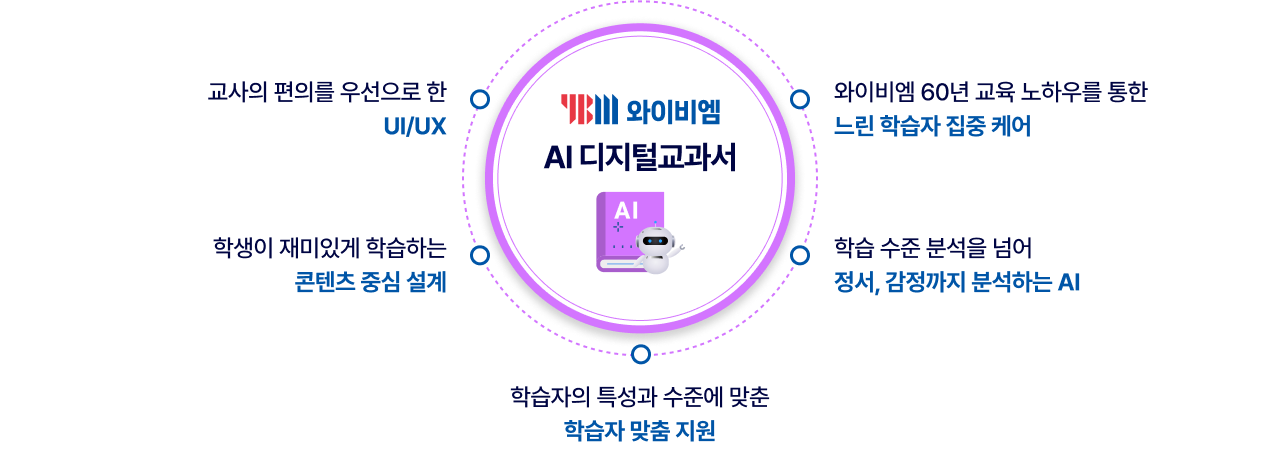 교사의 편의를 우선으로 한
UI/UX
와이비엠 60년 교육 노하우를 통한
느린 학습자 집중 케어
YBM 와이비엠
AI 디지털교과서
AI
학생이 재미있게 학습하는
콘텐츠 중심 설계
학습 수준 분석을 넘어
정서, 감정까지 분석하는 AI
학습자의 특성과 수준에 맞춘
학습자 맞춤 지원